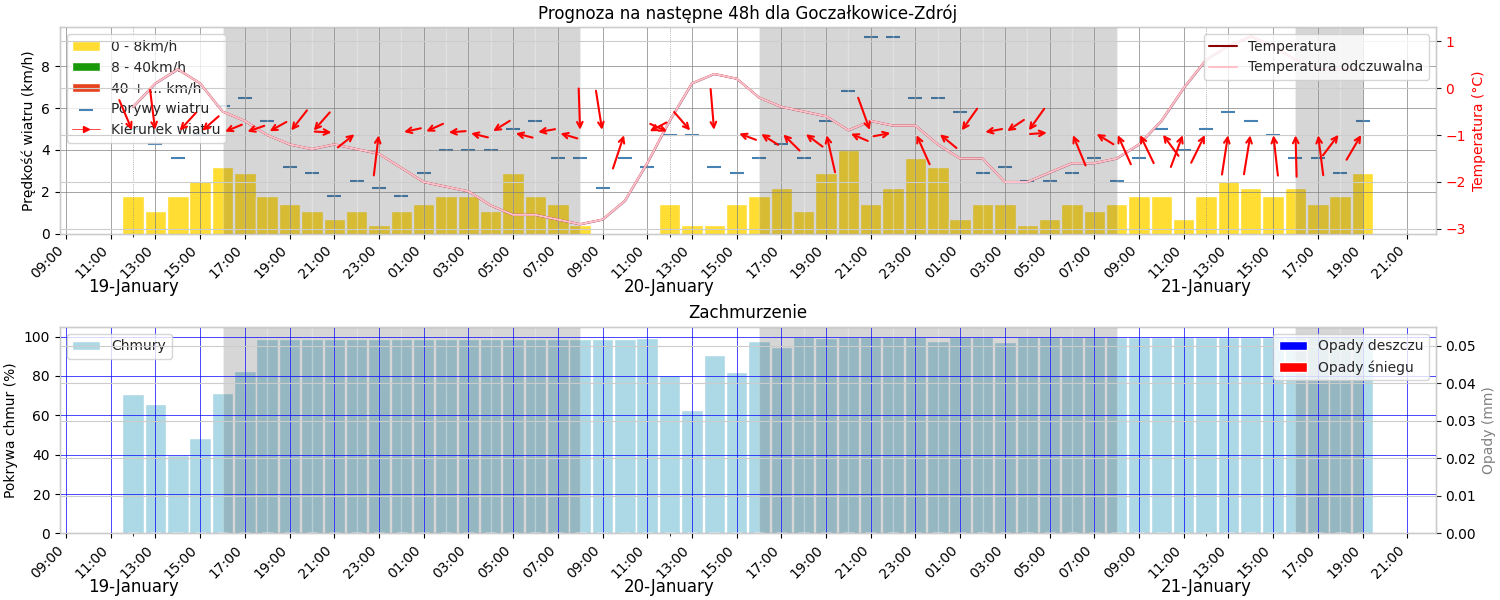 Prognoza na następne 48h dla Goczałkowice-Zdrój
Prędkość wiatru (km/h)
8
6
4
2
0
0 - 8km/h
8 - 40km/h
40 + ... km/h
Porywy wiatru
Kierunek wiatru
Temperatura
Temperatura odczuwalna
1
0
−1
−2
−3
Temperatura (°C)
09:00 11:00 13:00 15:00 17:00 19:00 21:00 23:00 01:00 03:00 05:00 07:00 09:00 11:00 13:00 15:00 17:00 19:00 21:00 23:00 01:00 03:00 05:00 07:00 09:00 11:00 13:00 15:00 17:00 19:00 21:00
19-January 20-January 21-January
Zachmurzenie
Pokrywa chmur (%)
100
80
60
40
20
0
Chmury
Opady deszczu
Opady śniegu
0.05
0.04
0.03
0.02
0.01
0.00
Opady (mm)
09:00 11:00 13:00 15:00 17:00 19:00 21:00 23:00 01:00 03:00 05:00 07:00 09:00 11:00 13:00 15:00 17:00 19:00 21:00 23:00 01:00 03:00 05:00 07:00 09:00 11:00 13:00 15:00 17:00 19:00 21:00
19-January 20-January 21-January